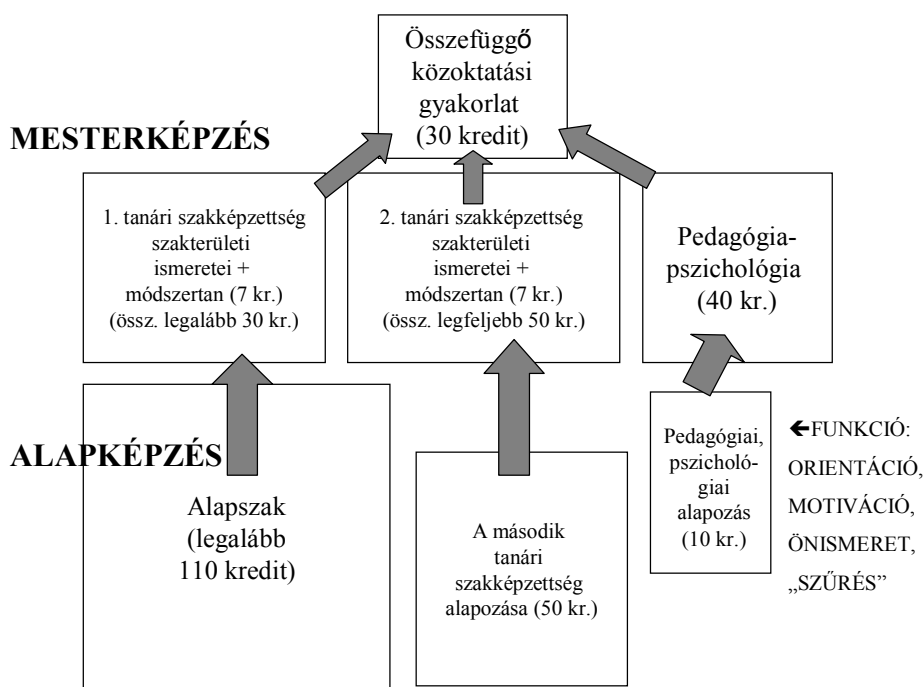 Összefüggő
közoktatási
gyakorlat
(30 kredit)
MESTERKÉPZÉS
1. tanári szakképzettség
szakterületi
ismeretei +
módszertan (7 kr.)
(össz. legalább 30 kr.)
2. tanári szakképzettség
szakterületi
ismeretei +
módszertan (7 kr.)
(össz. legfeljebb 50 kr.)
Pedagógia-
pszichológia
(40 kr.)
ALAPKÉPZÉS
Alapszak
(legalább
110 kredit)
A második
tanári
szakképzettség
alapozása (50 kr.)
Pedagógiai,
pszicholó-
giai
alapozás
(10 kr.)
←FUNKCIÓ:
ORIENTÁCIÓ,
MOTIVÁCIÓ,
ÖNISMERET,
„SZŰRÉS”